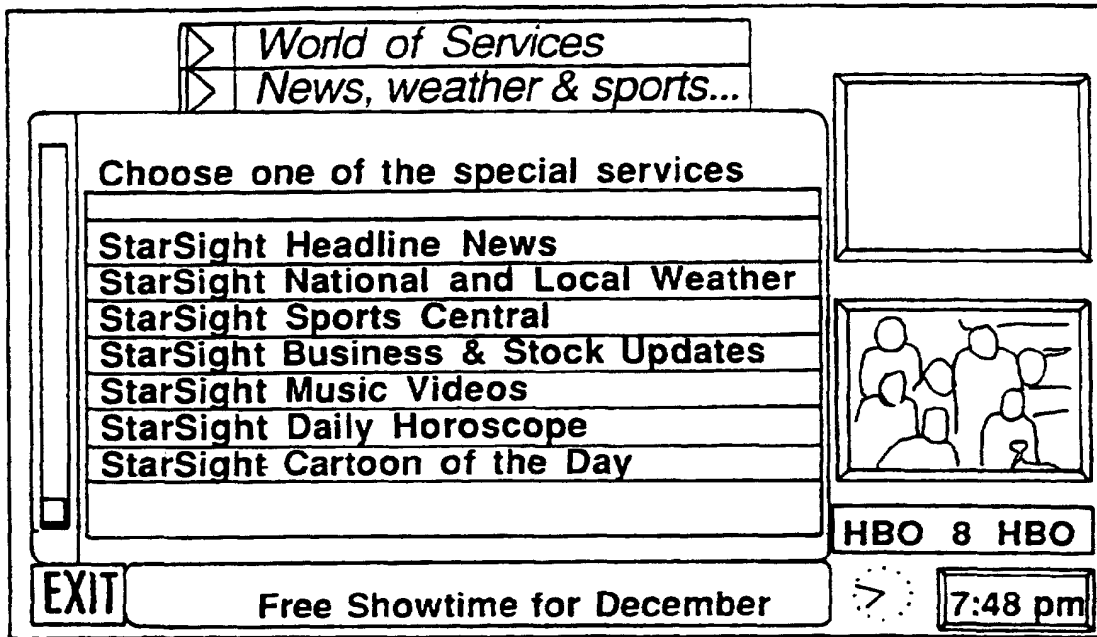 World of Services
News, weather & sports...
Choose one of the special services
StarSight Headline News
StarSight National and Local Weather
StarSight Sports Central
StarSight Business & Stock Updates
StarSight Music Videos
StarSight Daily Horoscope
StarSight Cartoon of the Day
HBO 8 HBO
EXIT
Free Showtime for December
7:48 pm